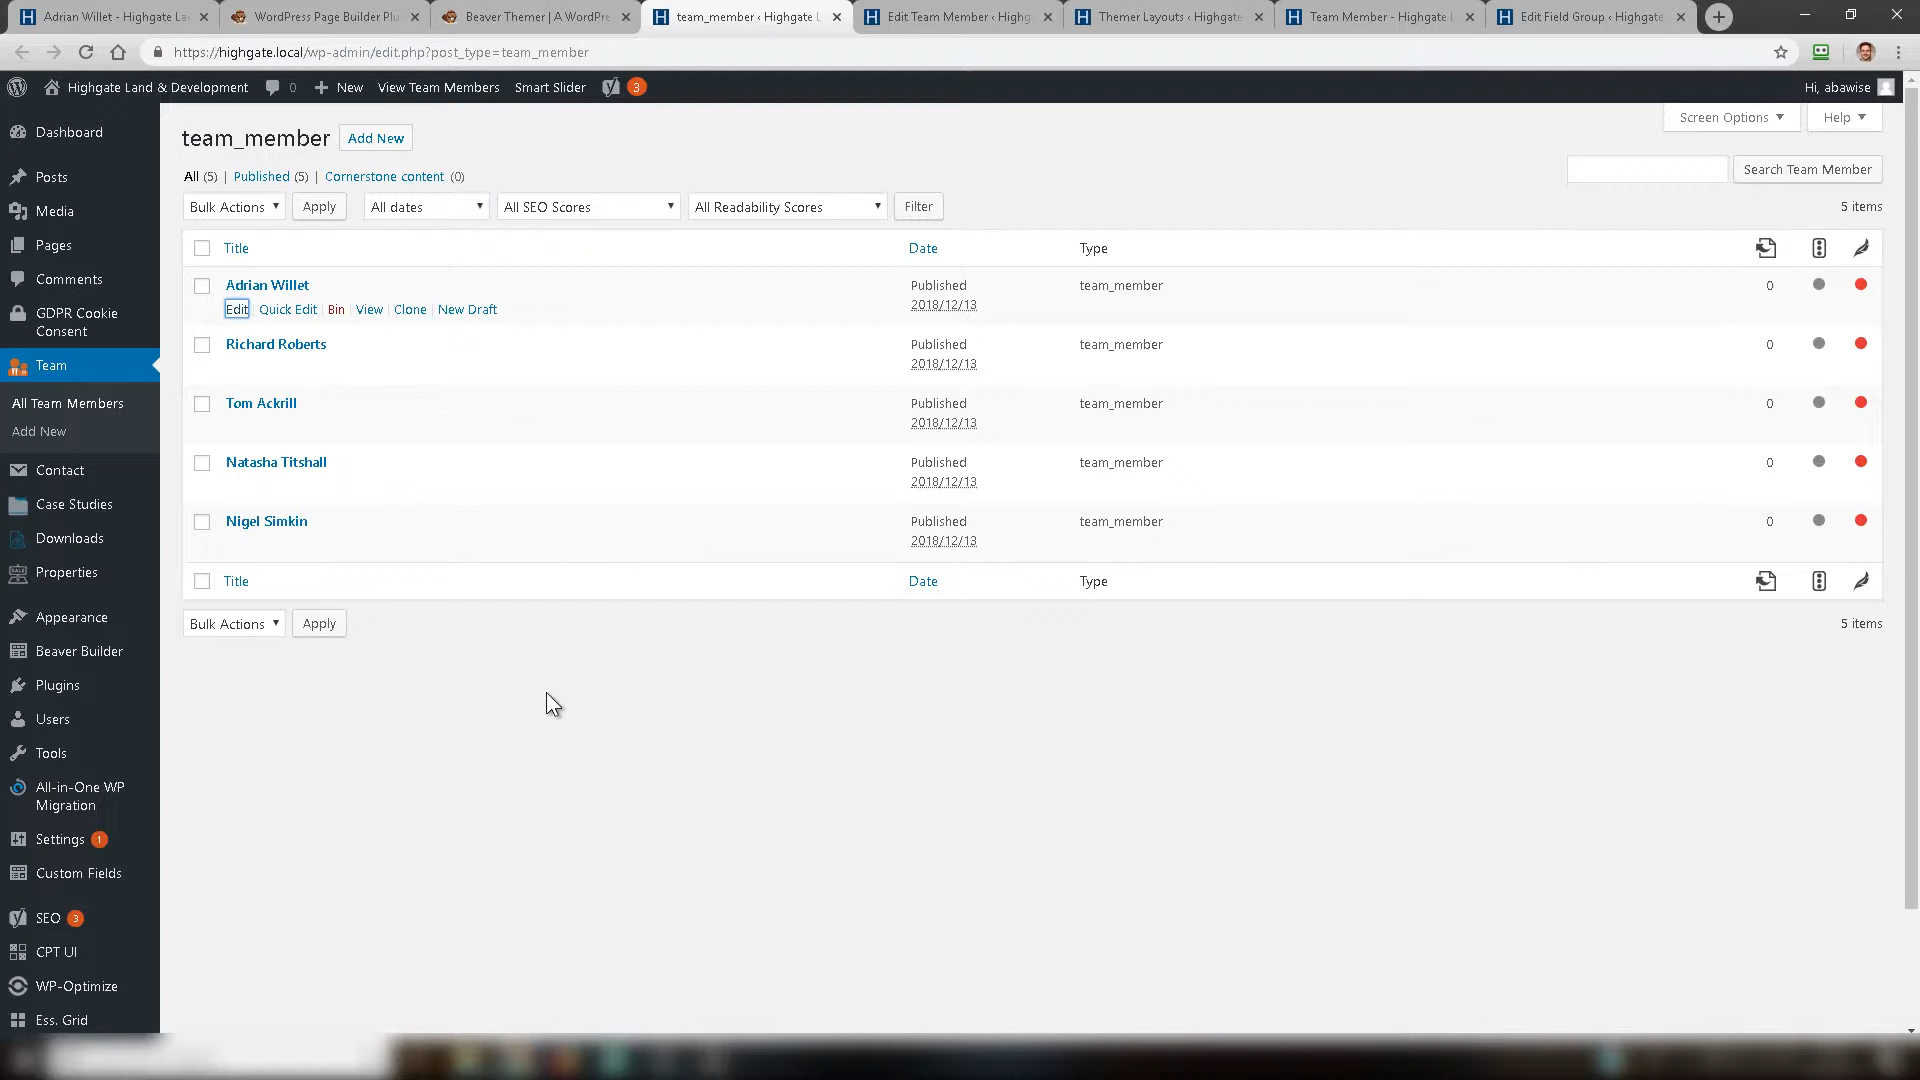 Adrian Willet - Highgate La
WordPress Page Builder Plu
Beaver Themer | A WordPre
team_member ‹ Highgate L
Edit Team Member ‹ Highg
Themer Layouts ‹ Highgate
Team Member - Highgate L
Edit Field Group ‹ Highgate
https://highgate.local/wp-admin/edit.php?post_type=team_member
Highgate Land & Development 0 New View Team Members Smart Slider 3 Hi, abawise
Dashboard
Posts
Media
Pages
Comments
GDPR Cookie
Consent
Team
All Team Members
Add New
Contact
Case Studies
Downloads
Properties
Appearance
Beaver Builder
Plugins
Users
Tools
All-in-One WP
Migration
Settings 1
Custom Fields
SEO 3
CPT UI
WP-Optimize
Ess. Grid
Screen Options Help
team_member Add New
All (5) | Published (5) | Cornerstone content (0)
Search Team Member
Bulk Actions Apply All dates All SEO Scores All Readability Scores Filter 5 items
Title Date Type
Adrian Willet Published team_member 0
2018/12/13
Edit | Quick Edit | Bin | View | Clone | New Draft
Richard Roberts Published team_member 0
2018/12/13
Tom Ackrill Published team_member 0
2018/12/13
Natasha Titshall Published team_member 0
2018/12/13
Nigel Simkin Published team_member 0
2018/12/13
Title Date Type
Bulk Actions Apply 5 items